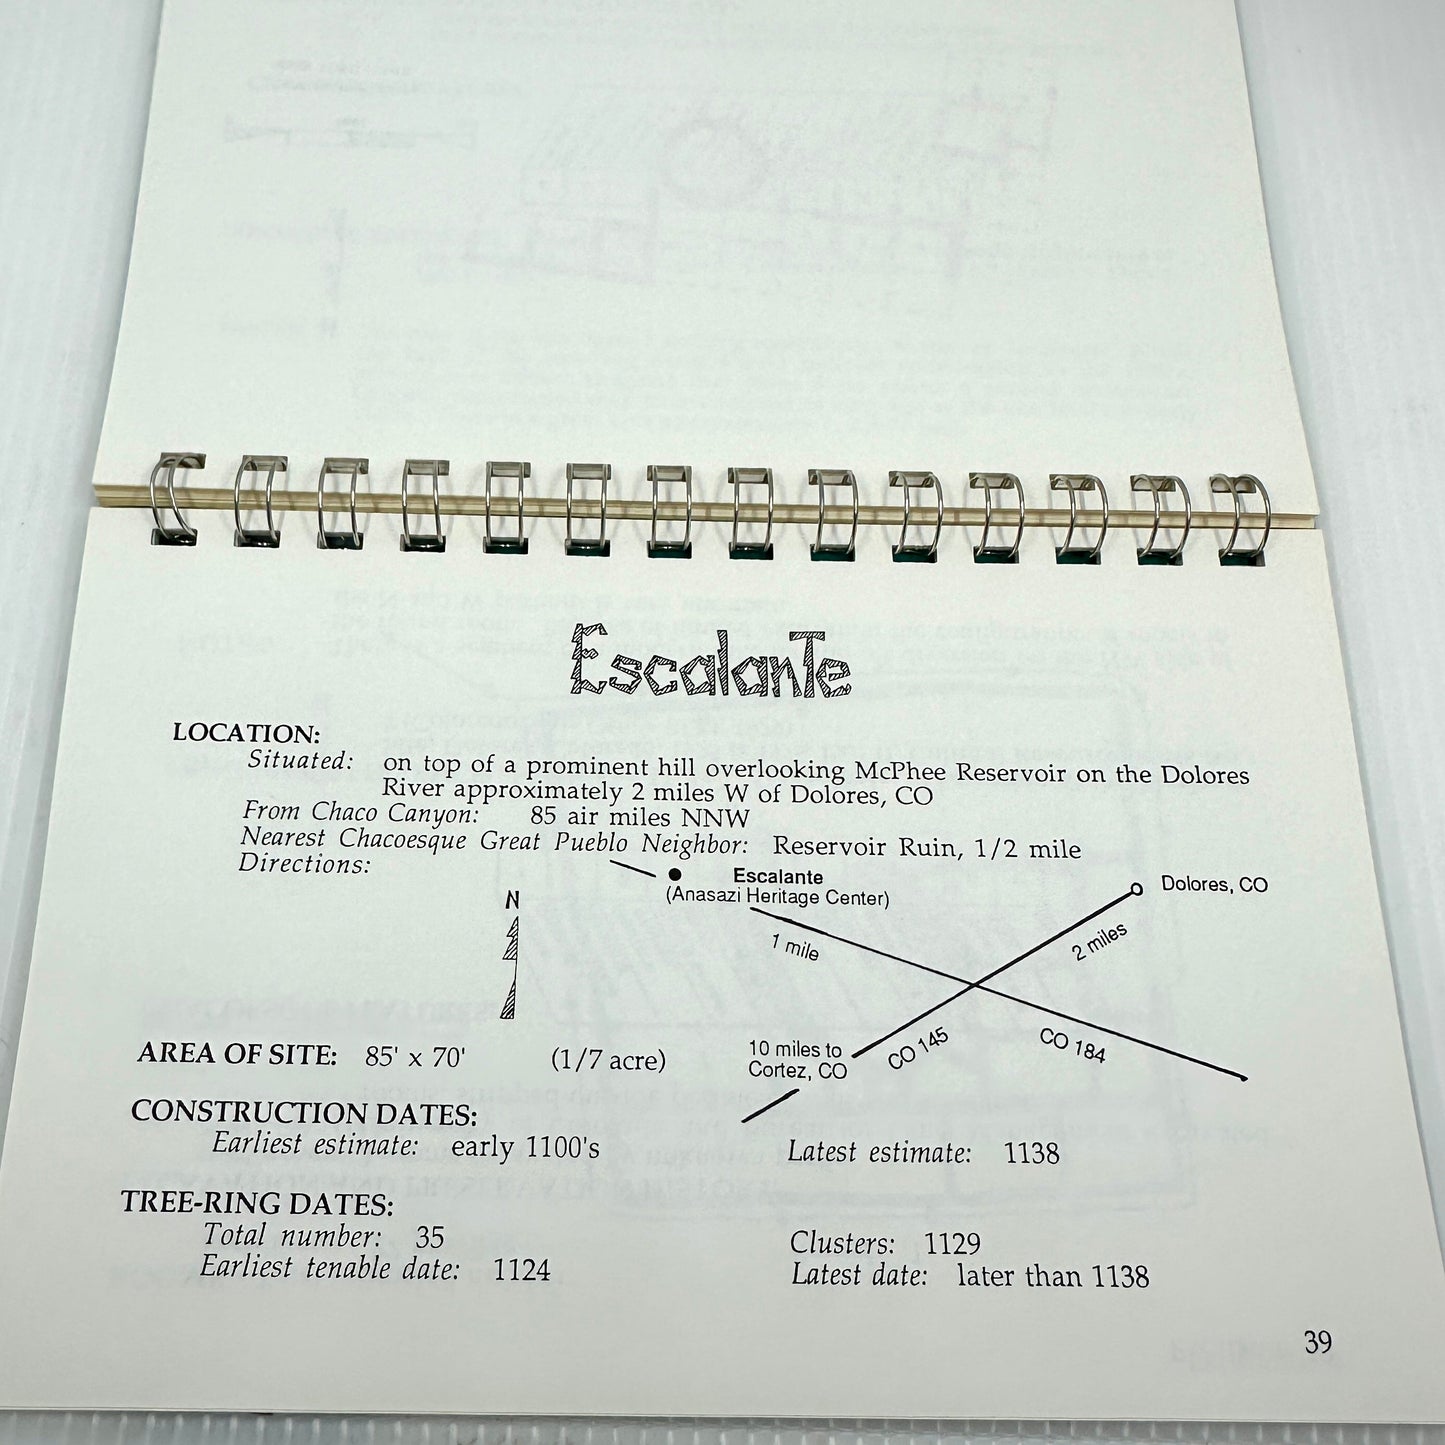 EscalanTe
LOCATION:
Situated: on top of a prominent hill overlooking McPhee Reservoir on the Dolores
River approximately 2 miles W of Dolores, CO
From Chaco Canyon: 85 air miles NNW
Nearest Chacoesque Great Pueblo Neighbor: Reservoir Ruin, 1/2 mile
Directions:
Escalante
(Anasazi Heritage Center)
Dolores, CO
N
1 mile
2 miles
10 miles to
Cortez, CO
CO 145
CO 184
AREA OF SITE: 85' x 70' (1/7 acre)
CONSTRUCTION DATES:
Earliest estimate: early 1100's Latest estimate: 1138
TREE-RING DATES:
Total number: 35 Clusters: 1129
Earliest tenable date: 1124 Latest date: later than 1138
39